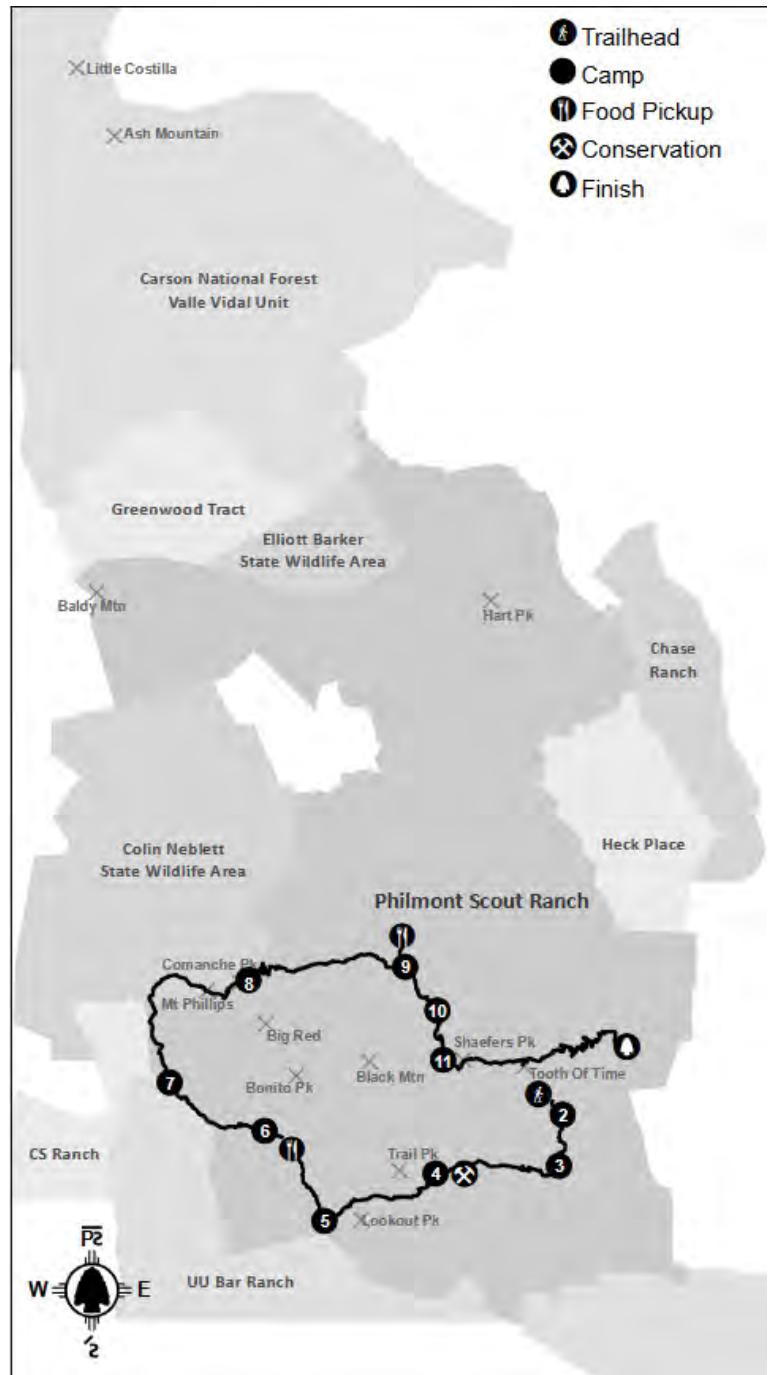 Trailhead
Camp
Food Pickup
Conservation
Finish
Little Costilla
Ash Mountain
Carson National Forest
Valle Vidal Unit
Greenwood Tract
Elliott Barker
State Wildlife Area
Baldy Mtn
Hart Pk
Chase
Ranch
Colin Neblett
State Wildlife Area
Heck Place
Philmont Scout Ranch
Comanche Pk
8
9
Mt Phillips
10
Big Red
Shaefers Pk
11
Black Mtn
Tooth Of Time
Bonito Pk
7
2
6
CS Ranch
Trail Pk
4
3
5
Lookout Pk
UU Bar Ranch
W
E